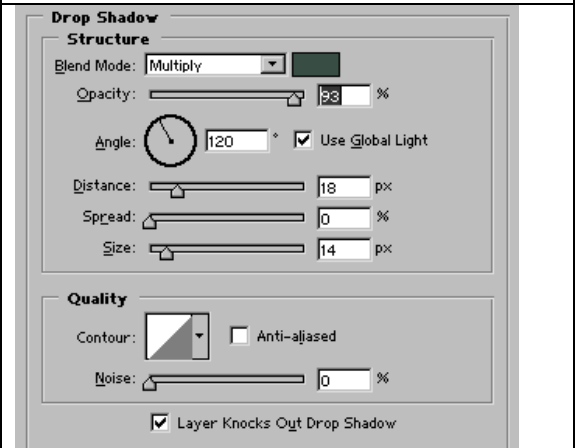 Drop Shadow
Structure
Blend Mode: Multiply
Opacity: 93 %
Angle: 120 ° Use Global Light
Distance: 18 px
Spread: 0 %
Size: 14 px
Quality
Contour: Anti-aliased
Noise: 0 %
Layer Knocks Out Drop Shadow